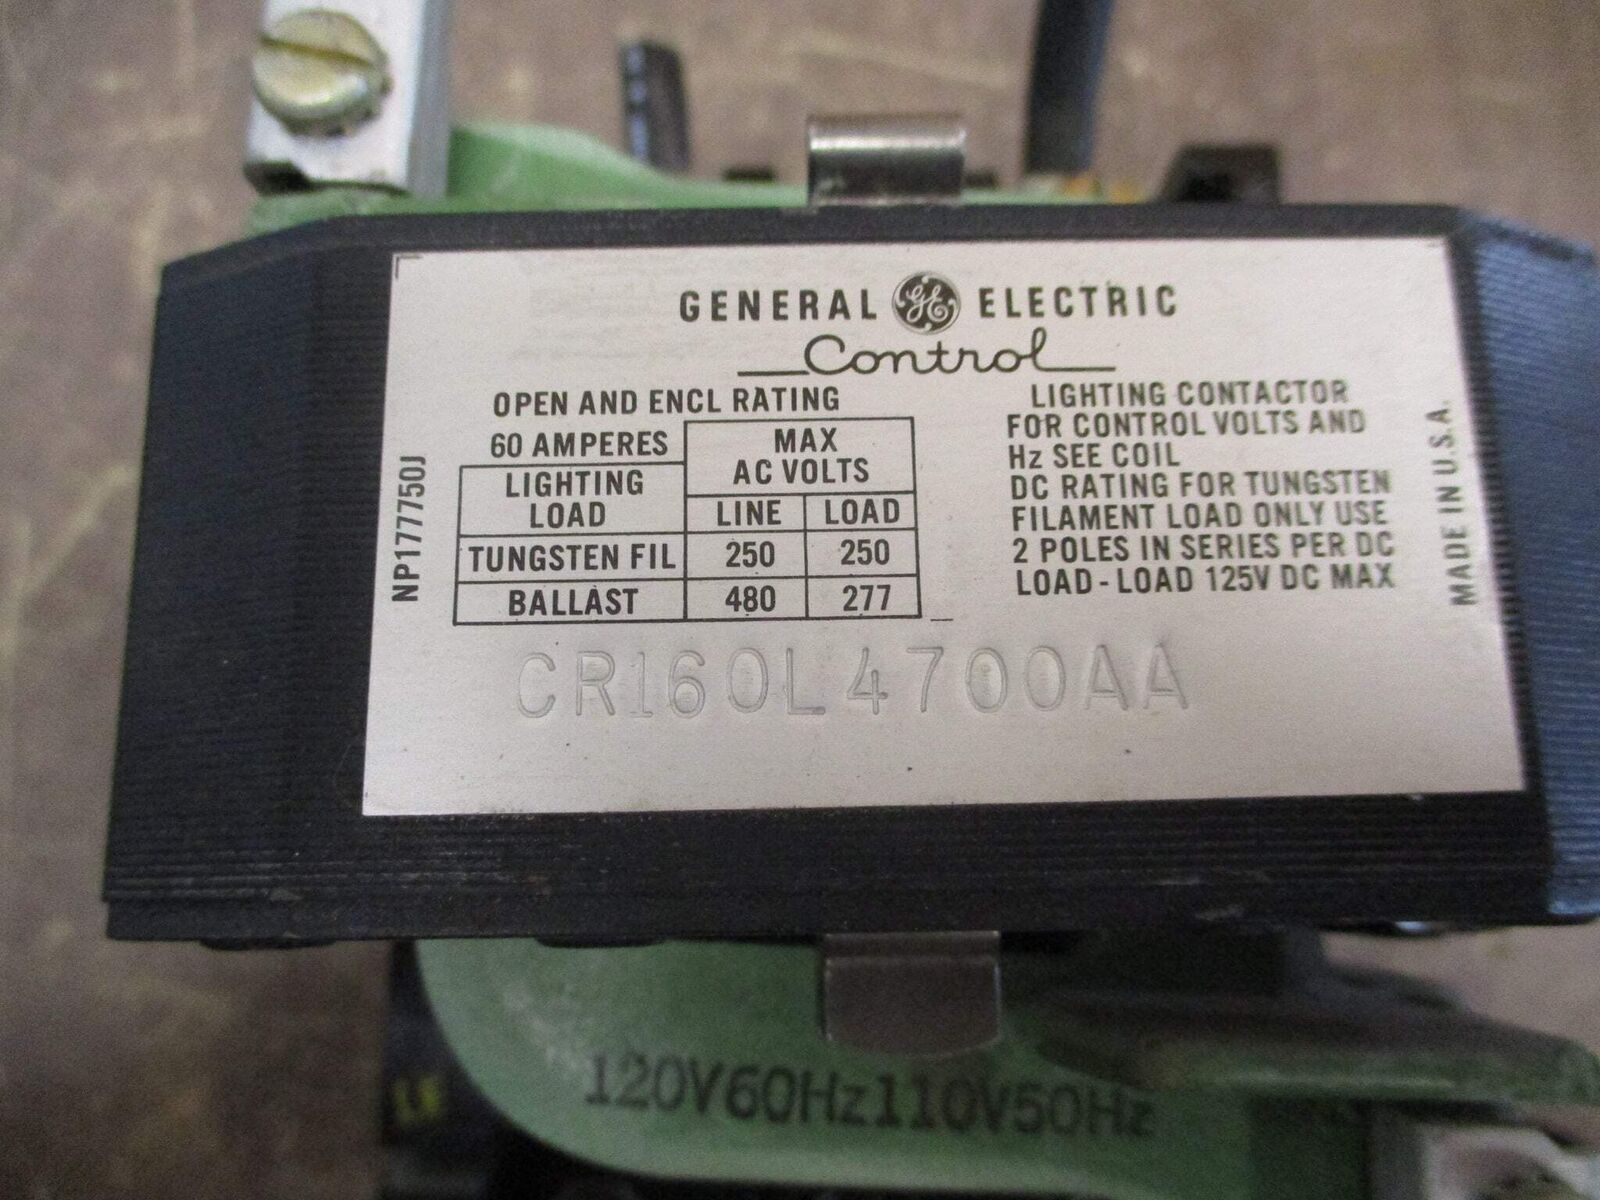 GENERAL GE ELECTRIC
Control
OPEN AND ENCL RATING
60 AMPERES
MAX
AC VOLTS
LIGHTING
LOAD
LINE LOAD
TUNGSTEN FIL 250 250
BALLAST 480 277
LIGHTING CONTACTOR
FOR CONTROL VOLTS AND
Hz SEE COIL
DC RATING FOR TUNGSTEN
FILAMENT LOAD ONLY USE
2 POLES IN SERIES PER DC
LOAD - LOAD 125V DC MAX
NP177750J
MADE IN U.S.A.
CR160L4700AA
120V60Hz110V50Hz